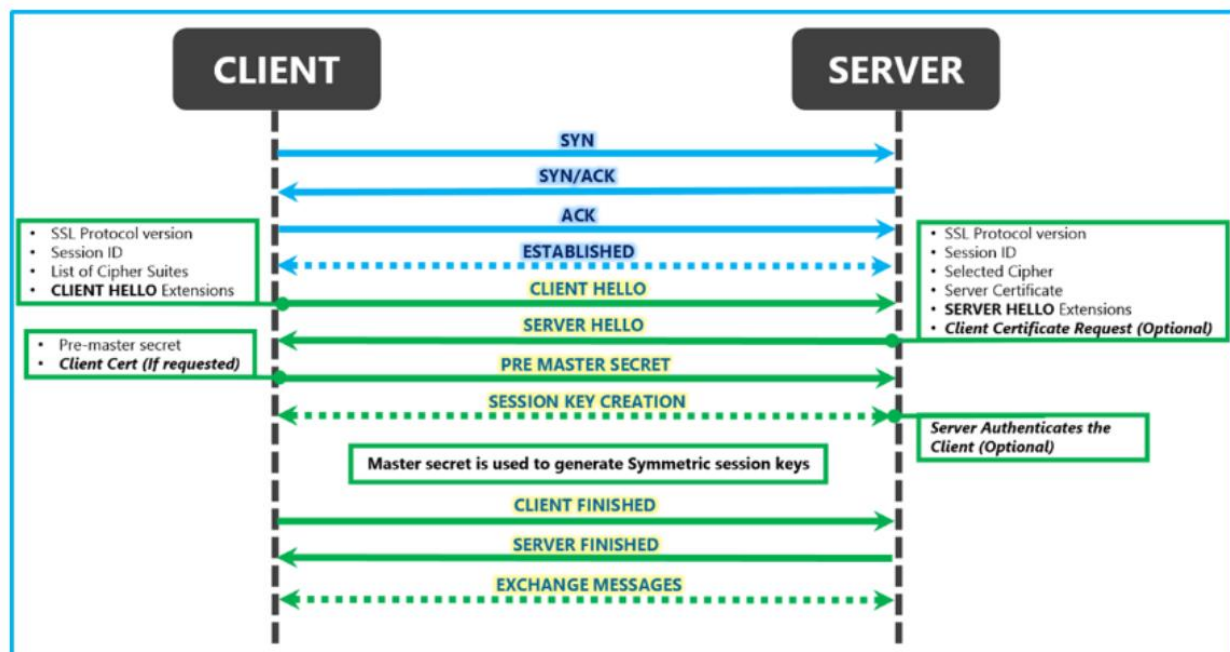 CLIENT
SERVER
SYN
SYN/ACK
ACK
ESTABLISHED
• SSL Protocol version
• Session ID
• List of Cipher Suites
• CLIENT HELLO Extensions
• SSL Protocol version
• Session ID
• Selected Cipher
• Server Certificate
• SERVER HELLO Extensions
• Client Certificate Request (Optional)
CLIENT HELLO
SERVER HELLO
• Pre-master secret
• Client Cert (If requested)
PRE MASTER SECRET
SESSION KEY CREATION
Server Authenticates the
Client (Optional)
Master secret is used to generate Symmetric session keys
CLIENT FINISHED
SERVER FINISHED
EXCHANGE MESSAGES